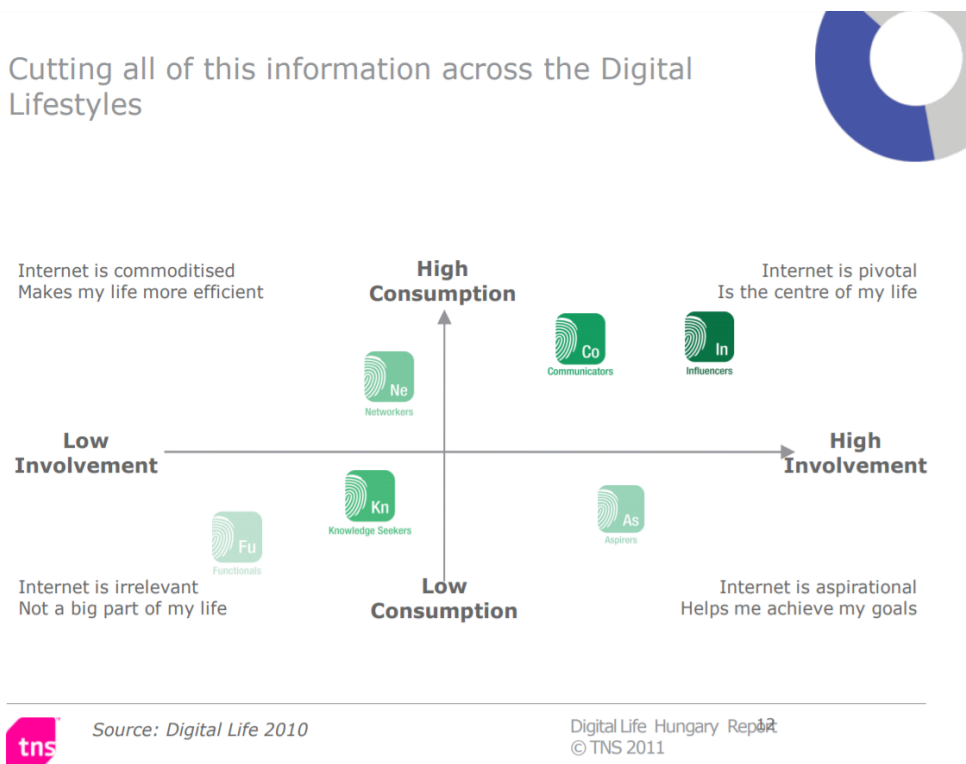 Cutting all of this information across the Digital
Lifestyles
Internet is commoditised
Makes my life more efficient
High
Consumption
Internet is pivotal
Is the centre of my life
Co
Communicators
In
Influencers
Ne
Networkers
Low
Involvement
High
Involvement
Kn
Knowledge Seekers
As
Aspirers
Fu
Functionals
Internet is irrelevant
Not a big part of my life
Low
Consumption
Internet is aspirational
Helps me achieve my goals
tns
Source: Digital Life 2010
Digital Life Hungary Report 12
© TNS 2011